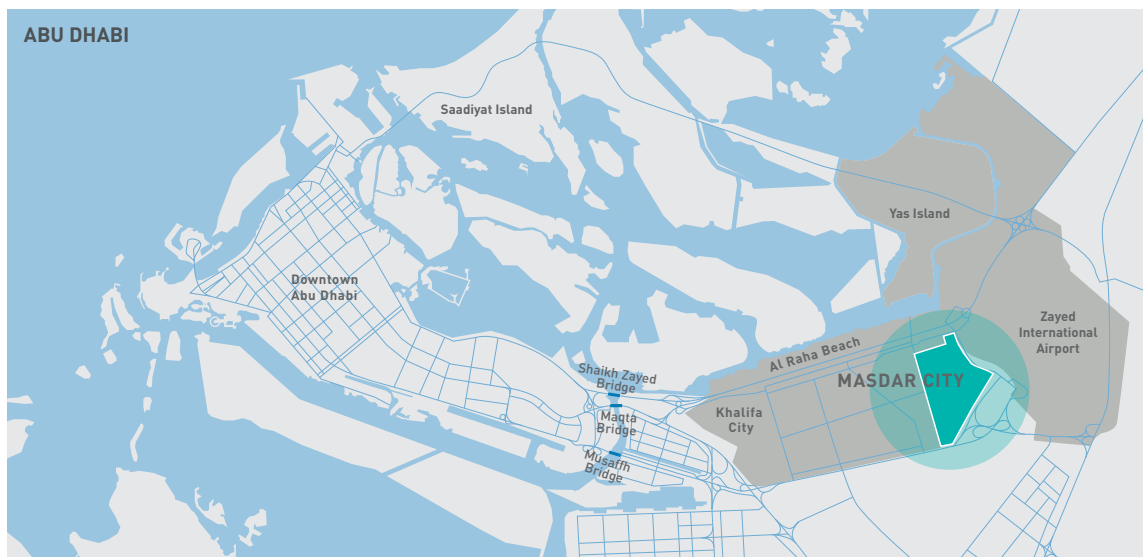 ABU DHABI
Saadiyat Island
Yas Island
Downtown
Abu Dhabi
Zayed
International
Airport
Al Raha Beach
Shaikh Zayed
Bridge
MASDAR CITY
Maqta
Bridge
Khalifa
City
Musaffh
Bridge